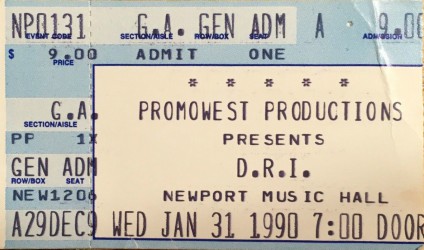 NP0131 G.A. GEN ADM A 9.00
EVENT CODE SECTION/AISLE ROW/BOX SEAT ADMISSION
$ 9.00 ADMIT ONE
PRICE
* * * * *
G.A. PROMOWEST PRODUCTIONS
SECTION/AISLE
PP 1X PRESENTS
GEN ADM D.R.I.
ROW/BOX SEAT
NEW1206 NEWPORT MUSIC HALL
A29DEC9 WED JAN 31 1990 7:00 DOOR